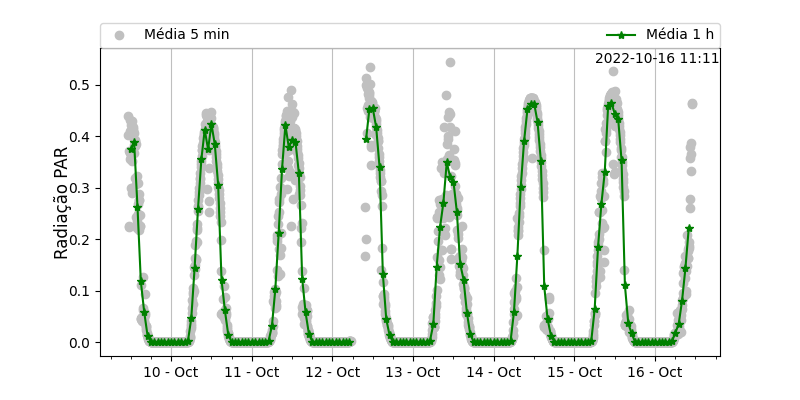 Média 5 min
Média 1 h
2022-10-16 11:11
Radiação PAR
0.5
0.4
0.3
0.2
0.1
0.0
10 - Oct
11 - Oct
12 - Oct
13 - Oct
14 - Oct
15 - Oct
16 - Oct